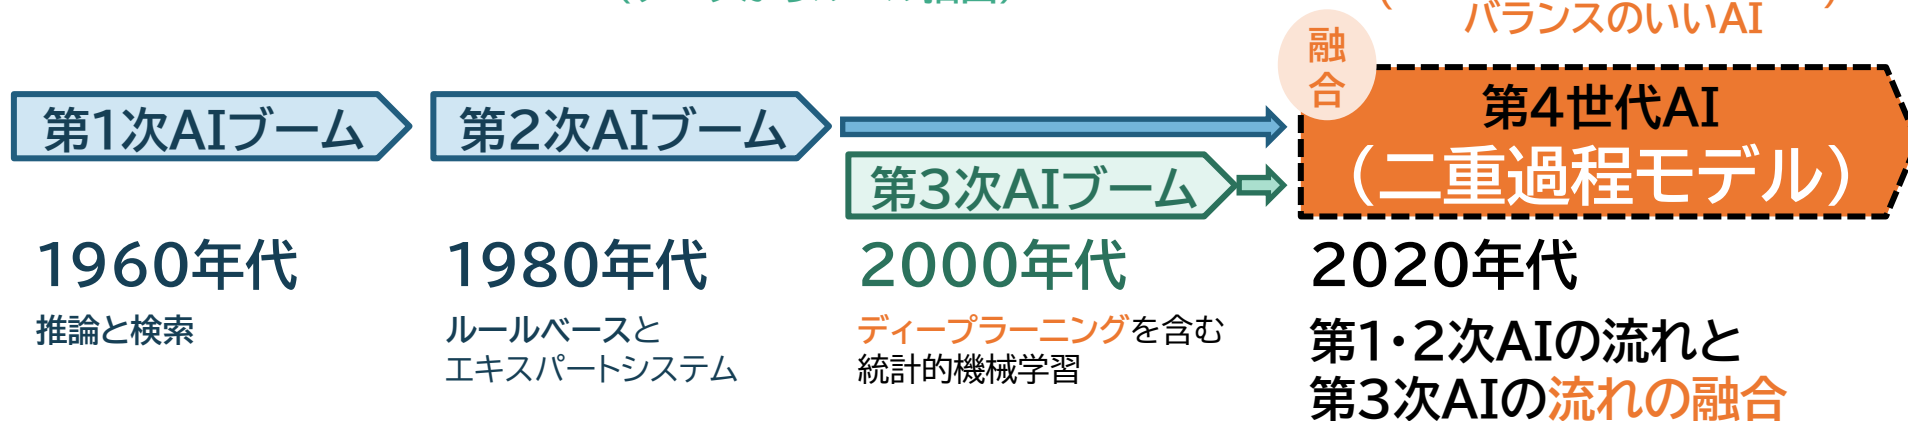 バランスのいいAI
融合
第1次AIブーム
第2次AIブーム
第4世代AI
(二重過程モデル)
第3次AIブーム
1960年代
推論と検索
1980年代
ルールベースと
エキスパートシステム
2000年代
ディープラーニングを含む
統計的機械学習
2020年代
第1・2次AIの流れと
第3次AIの流れの融合